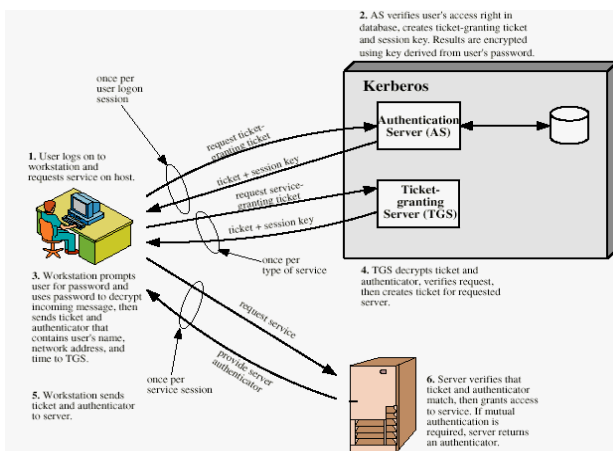 2. AS verifies user's access right in
database, creates ticket-granting ticket
and session key. Results are encrypted
using key derived from user's password.
once per
user logon
session
Kerberos
request ticket-
granting ticket
Authentication
Server (AS)
1. User logs on to
workstation and
requests service on host.
ticket + session key
request service-
granting ticket
Ticket-
granting
Server (TGS)
ticket + session key
once per
type of service
3. Workstation prompts
user for password and
uses password to decrypt
incoming message, then
sends ticket and
authenticator that
contains user's name,
network address, and
time to TGS.
4. TGS decrypts ticket and
authenticator, verifies request,
then creates ticket for requested
server.
request service
provide server
authenticator
once per
service session
5. Workstation sends
ticket and authenticator
to server.
6. Server verifies that
ticket and authenticator
match, then grants access
to service. If mutual
authentication is
required, server returns
an authenticator.